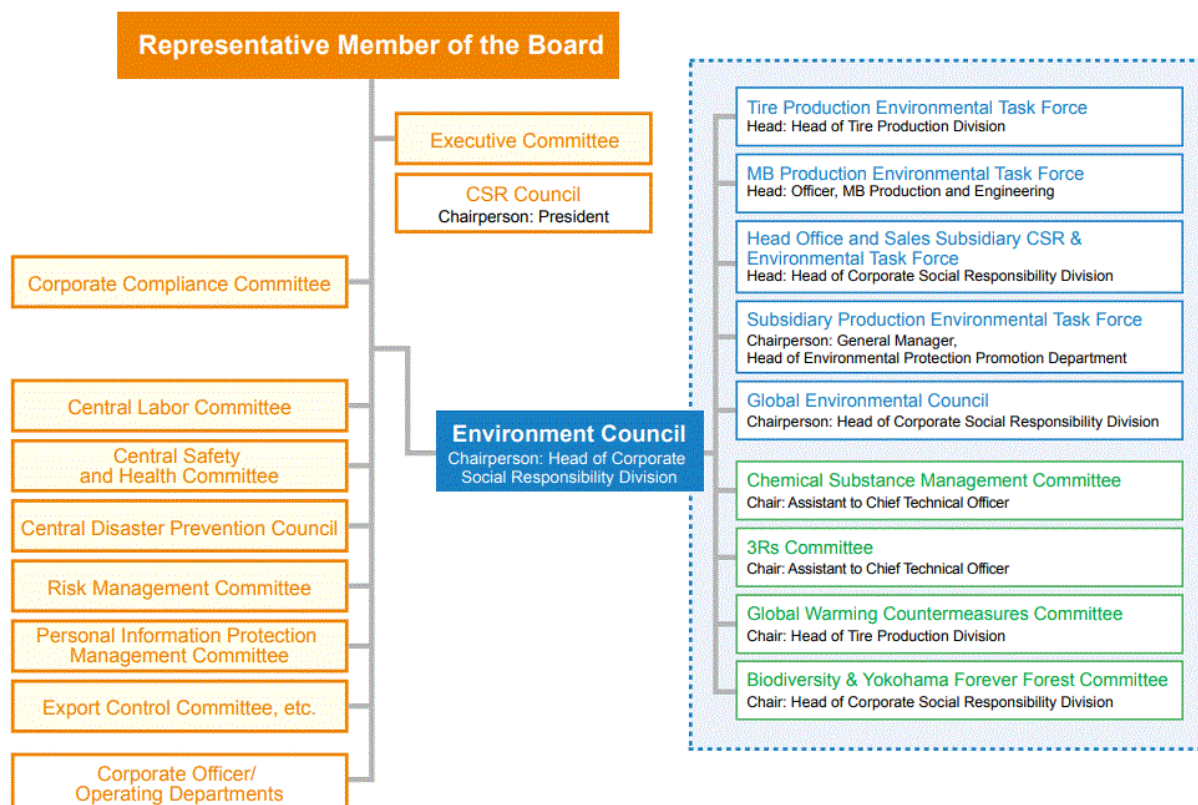 Representative Member of the Board
Executive Committee
CSR Council
Chairperson: President
Corporate Compliance Committee
Central Labor Committee
Central Safety
and Health Committee
Central Disaster Prevention Council
Risk Management Committee
Personal Information Protection
Management Committee
Export Control Committee, etc.
Corporate Officer/
Operating Departments
Environment Council
Chairperson: Head of Corporate
Social Responsibility Division
Tire Production Environmental Task Force
Head: Head of Tire Production Division
MB Production Environmental Task Force
Head: Officer, MB Production and Engineering
Head Office and Sales Subsidiary CSR &
Environmental Task Force
Head: Head of Corporate Social Responsibility Division
Subsidiary Production Environmental Task Force
Chairperson: General Manager,
Head of Environmental Protection Promotion Department
Global Environmental Council
Chairperson: Head of Corporate Social Responsibility Division
Chemical Substance Management Committee
Chair: Assistant to Chief Technical Officer
3Rs Committee
Chair: Assistant to Chief Technical Officer
Global Warming Countermeasures Committee
Chair: Head of Tire Production Division
Biodiversity & Yokohama Forever Forest Committee
Chair: Head of Corporate Social Responsibility Division